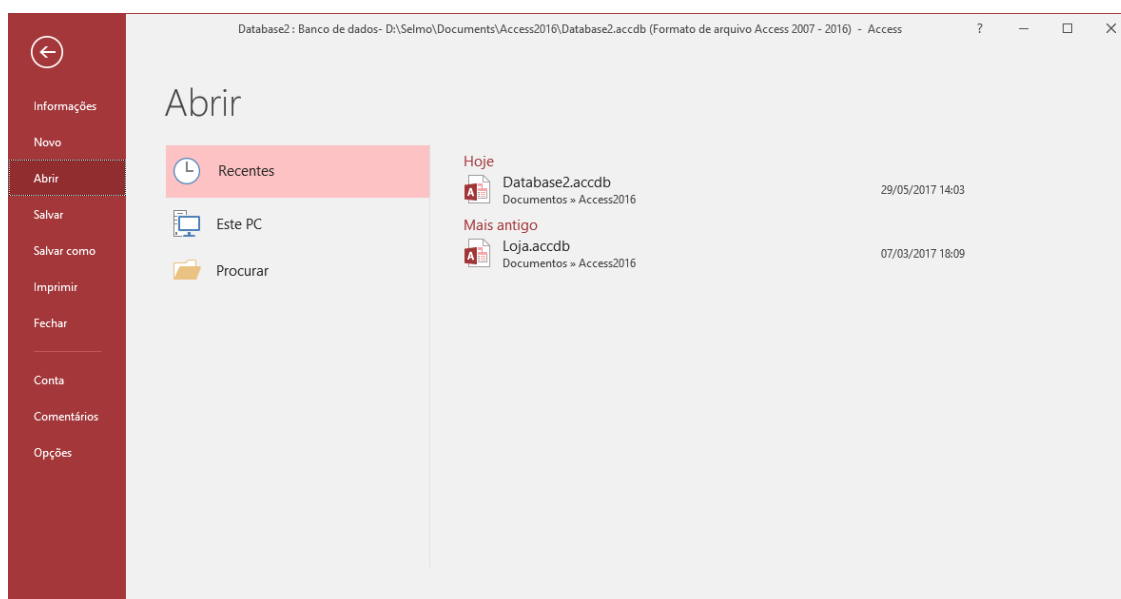 Database2 : Banco de dados- D:\Selmo\Documents\Access2016\Database2.accdb (Formato de arquivo Access 2007 - 2016) - Access
?
Informações
Novo
Abrir
Salvar
Salvar como
Imprimir
Fechar
Conta
Comentários
Opções
Abrir
Recentes
Este PC
Procurar
Hoje
Database2.accdb
Documentos » Access2016
29/05/2017 14:03
Mais antigo
Loja.accdb
Documentos » Access2016
07/03/2017 18:09